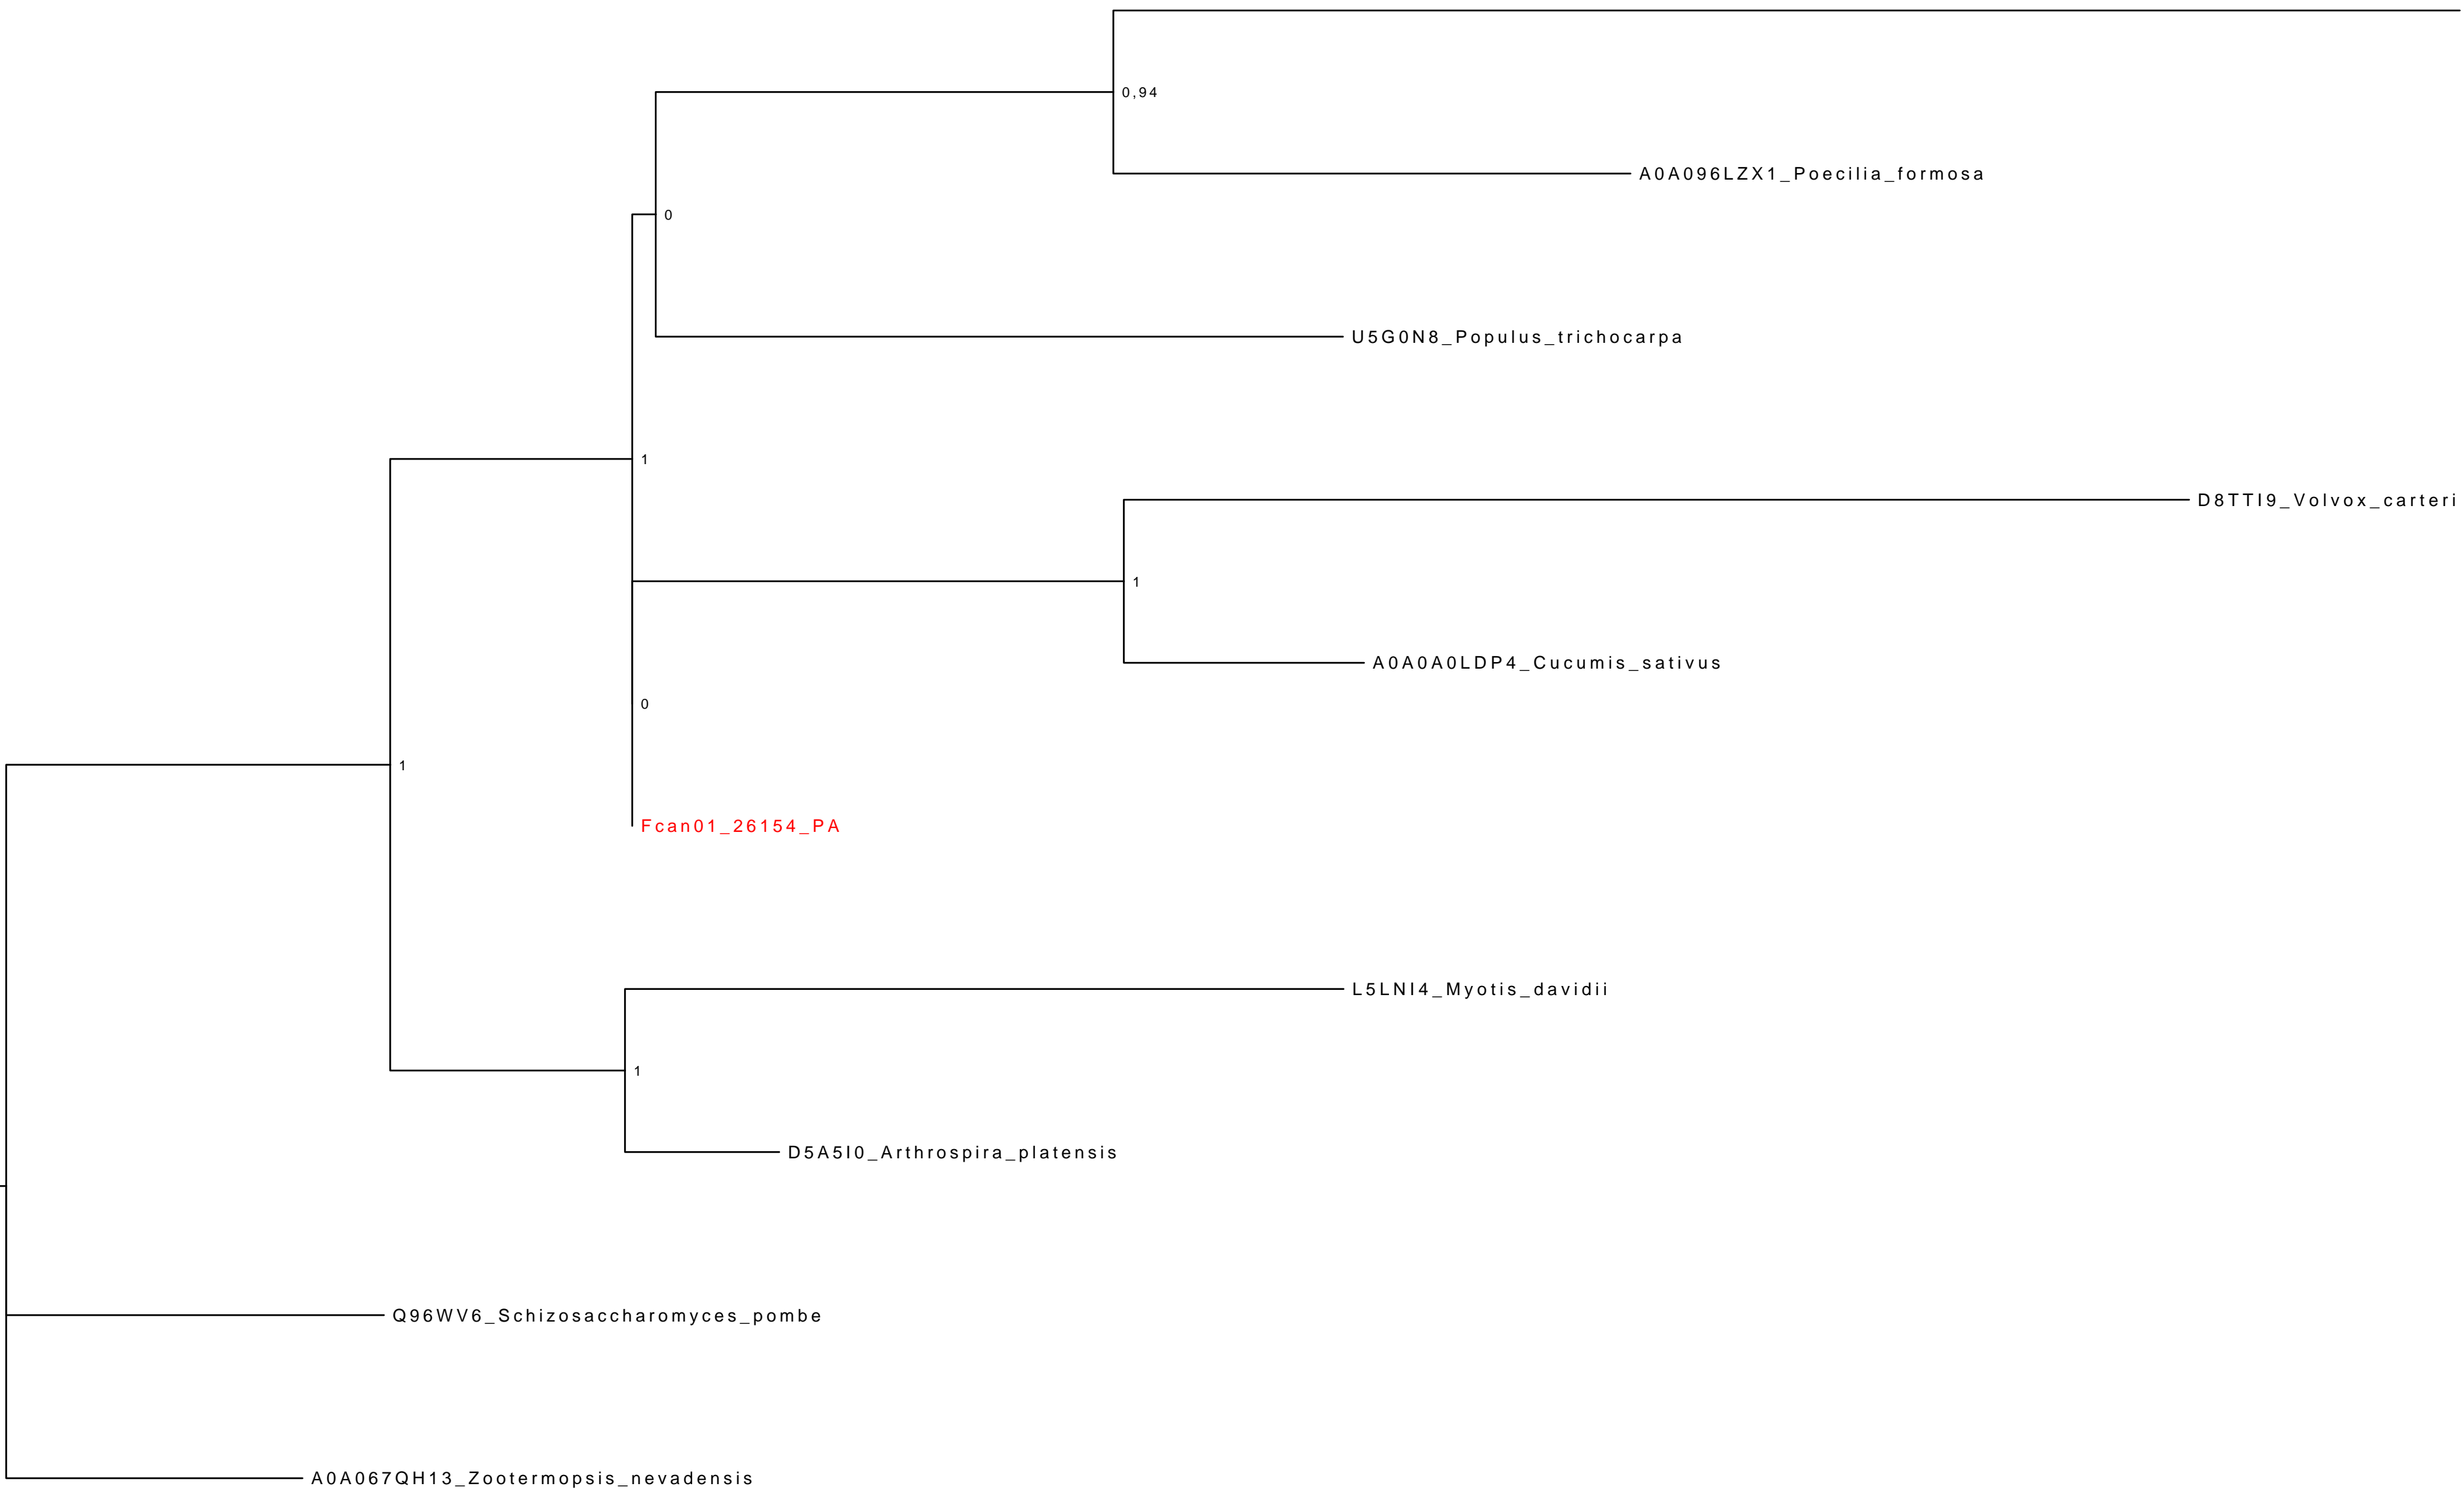 0,94
A0A096LZX1_Poecilia_formosa
0
U5G0N8_Populus_trichocarpa
1
D8TTI9_Volvox_carteri
1
A0A0A0LDP4_Cucumis_sativus
0
1
Fcan01_26154_PA
L5LNI4_Myotis_davidii
1
D5A5I0_Arthrospira_platensis
Q96WV6_Schizosaccharomyces_pombe
A0A067QH13_Zootermopsis_nevadensis